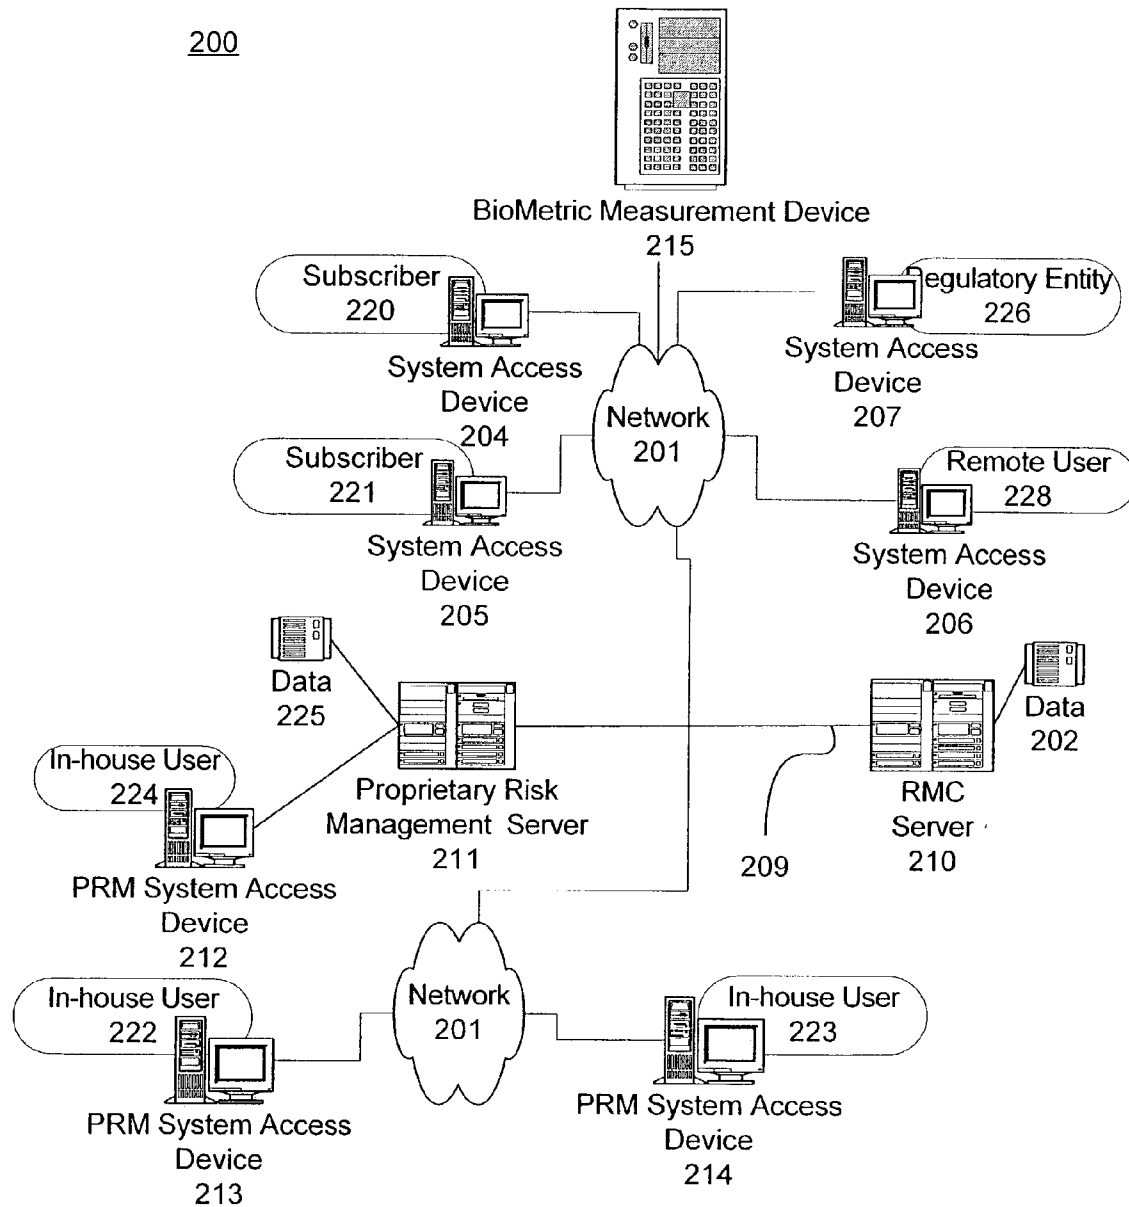 200
BioMetric Measurement Device
215
Subscriber
220
System Access
Device
204
Regulatory Entity
226
System Access
Device
207
Network
201
Subscriber
221
System Access
Device
205
Remote User
228
System Access
Device
206
Data
225
Data
202
In-house User
224
PRM System Access
Device
212
Proprietary Risk
Management Server
211
209
RMC
Server
210
Network
201
In-house User
222
PRM System Access
Device
213
In-house User
223
PRM System Access
Device
214